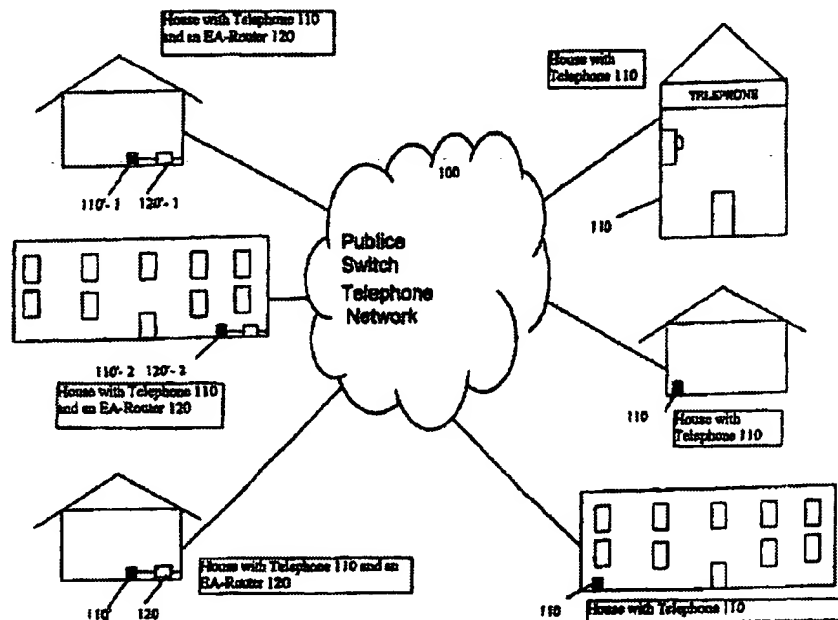 House with Telephone 110
and an EA-Router 120
110'- 1
120'- 1
House with
Telephone 110
TELEPHONE
110
100
Publice
Switch
Telephone
Network
110'- 2
120'- 2
House with Telephone 110
and an EA-Router 120
110
House with
Telephone 110
House with Telephone 110 and an
EA-Router 120
110'
120
110
House with Telephone 110